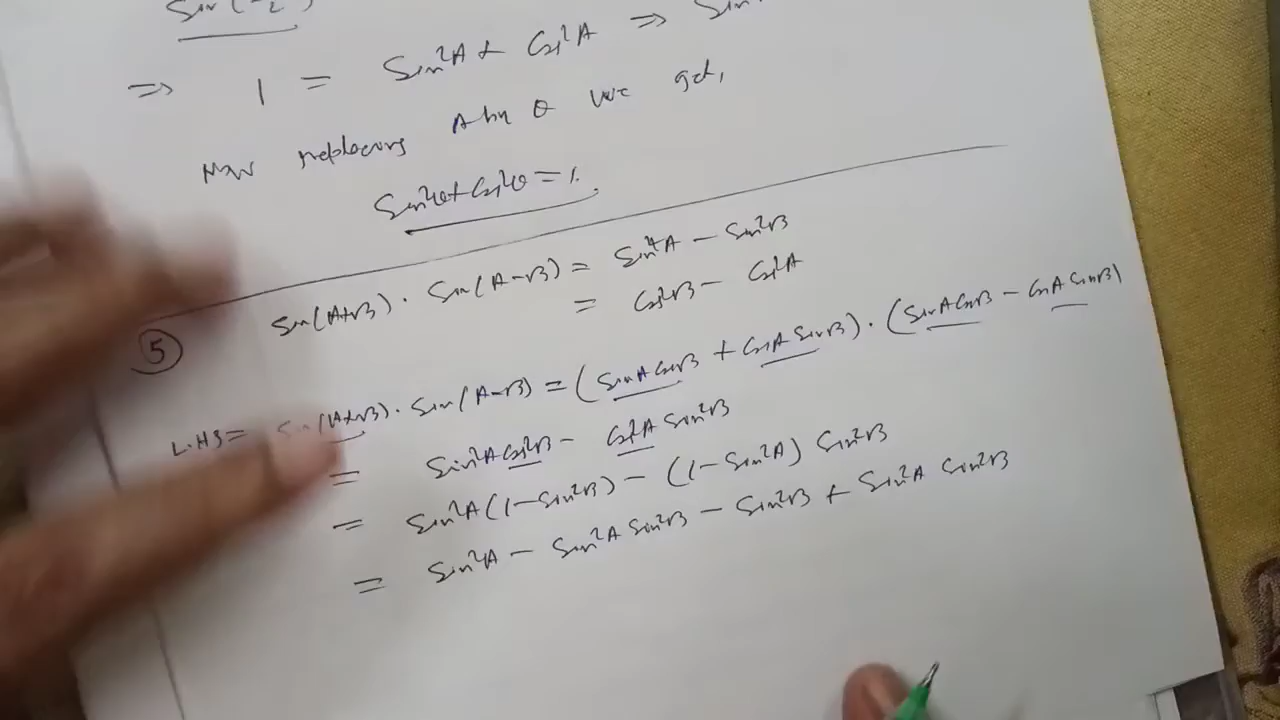 ⇒ 1 = Sin²A + Cos²A ⇒ Sin
Now replacing A by θ we get,
Sin²θ + Cos²θ = 1.
⑤ Sin(A+B) · Sin(A-B) = Sin²A - Sin²B
= Cos²B - Cos²A
L.H.S = Sin(A+B) · Sin(A-B) = (SinA CosB + CosA SinB) · (SinA CosB - CosA SinB)
= Sin²A Cos²B - Cos²A Sin²B
= Sin²A (1 - Sin²B) - (1 - Sin²A) Sin²B
= Sin²A - Sin²A Sin²B - Sin²B + Sin²A Sin²B